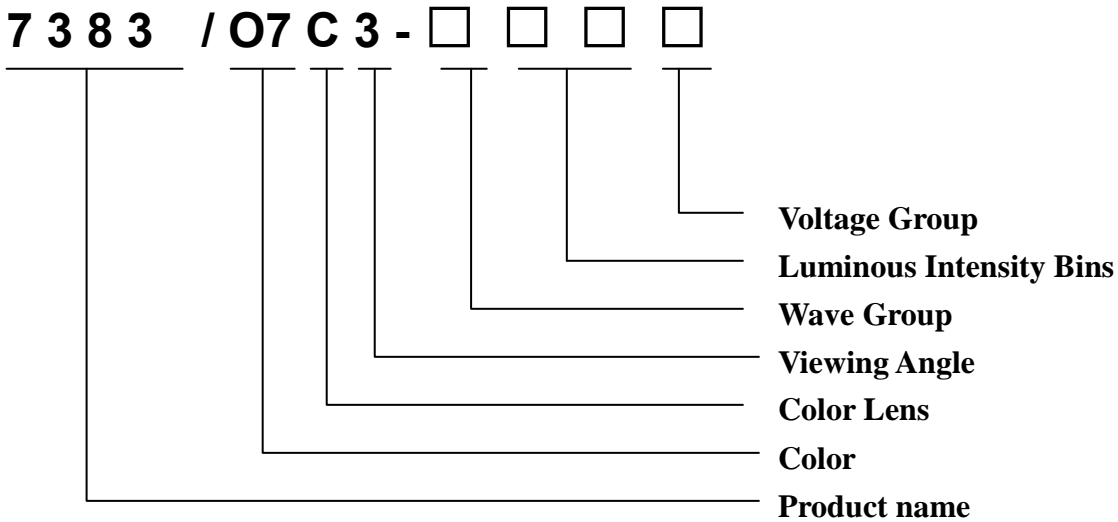 7 3 8 3 / O7 C 3 - □ □ □ □
Voltage Group
Luminous Intensity Bins
Wave Group
Viewing Angle
Color Lens
Color
Product name